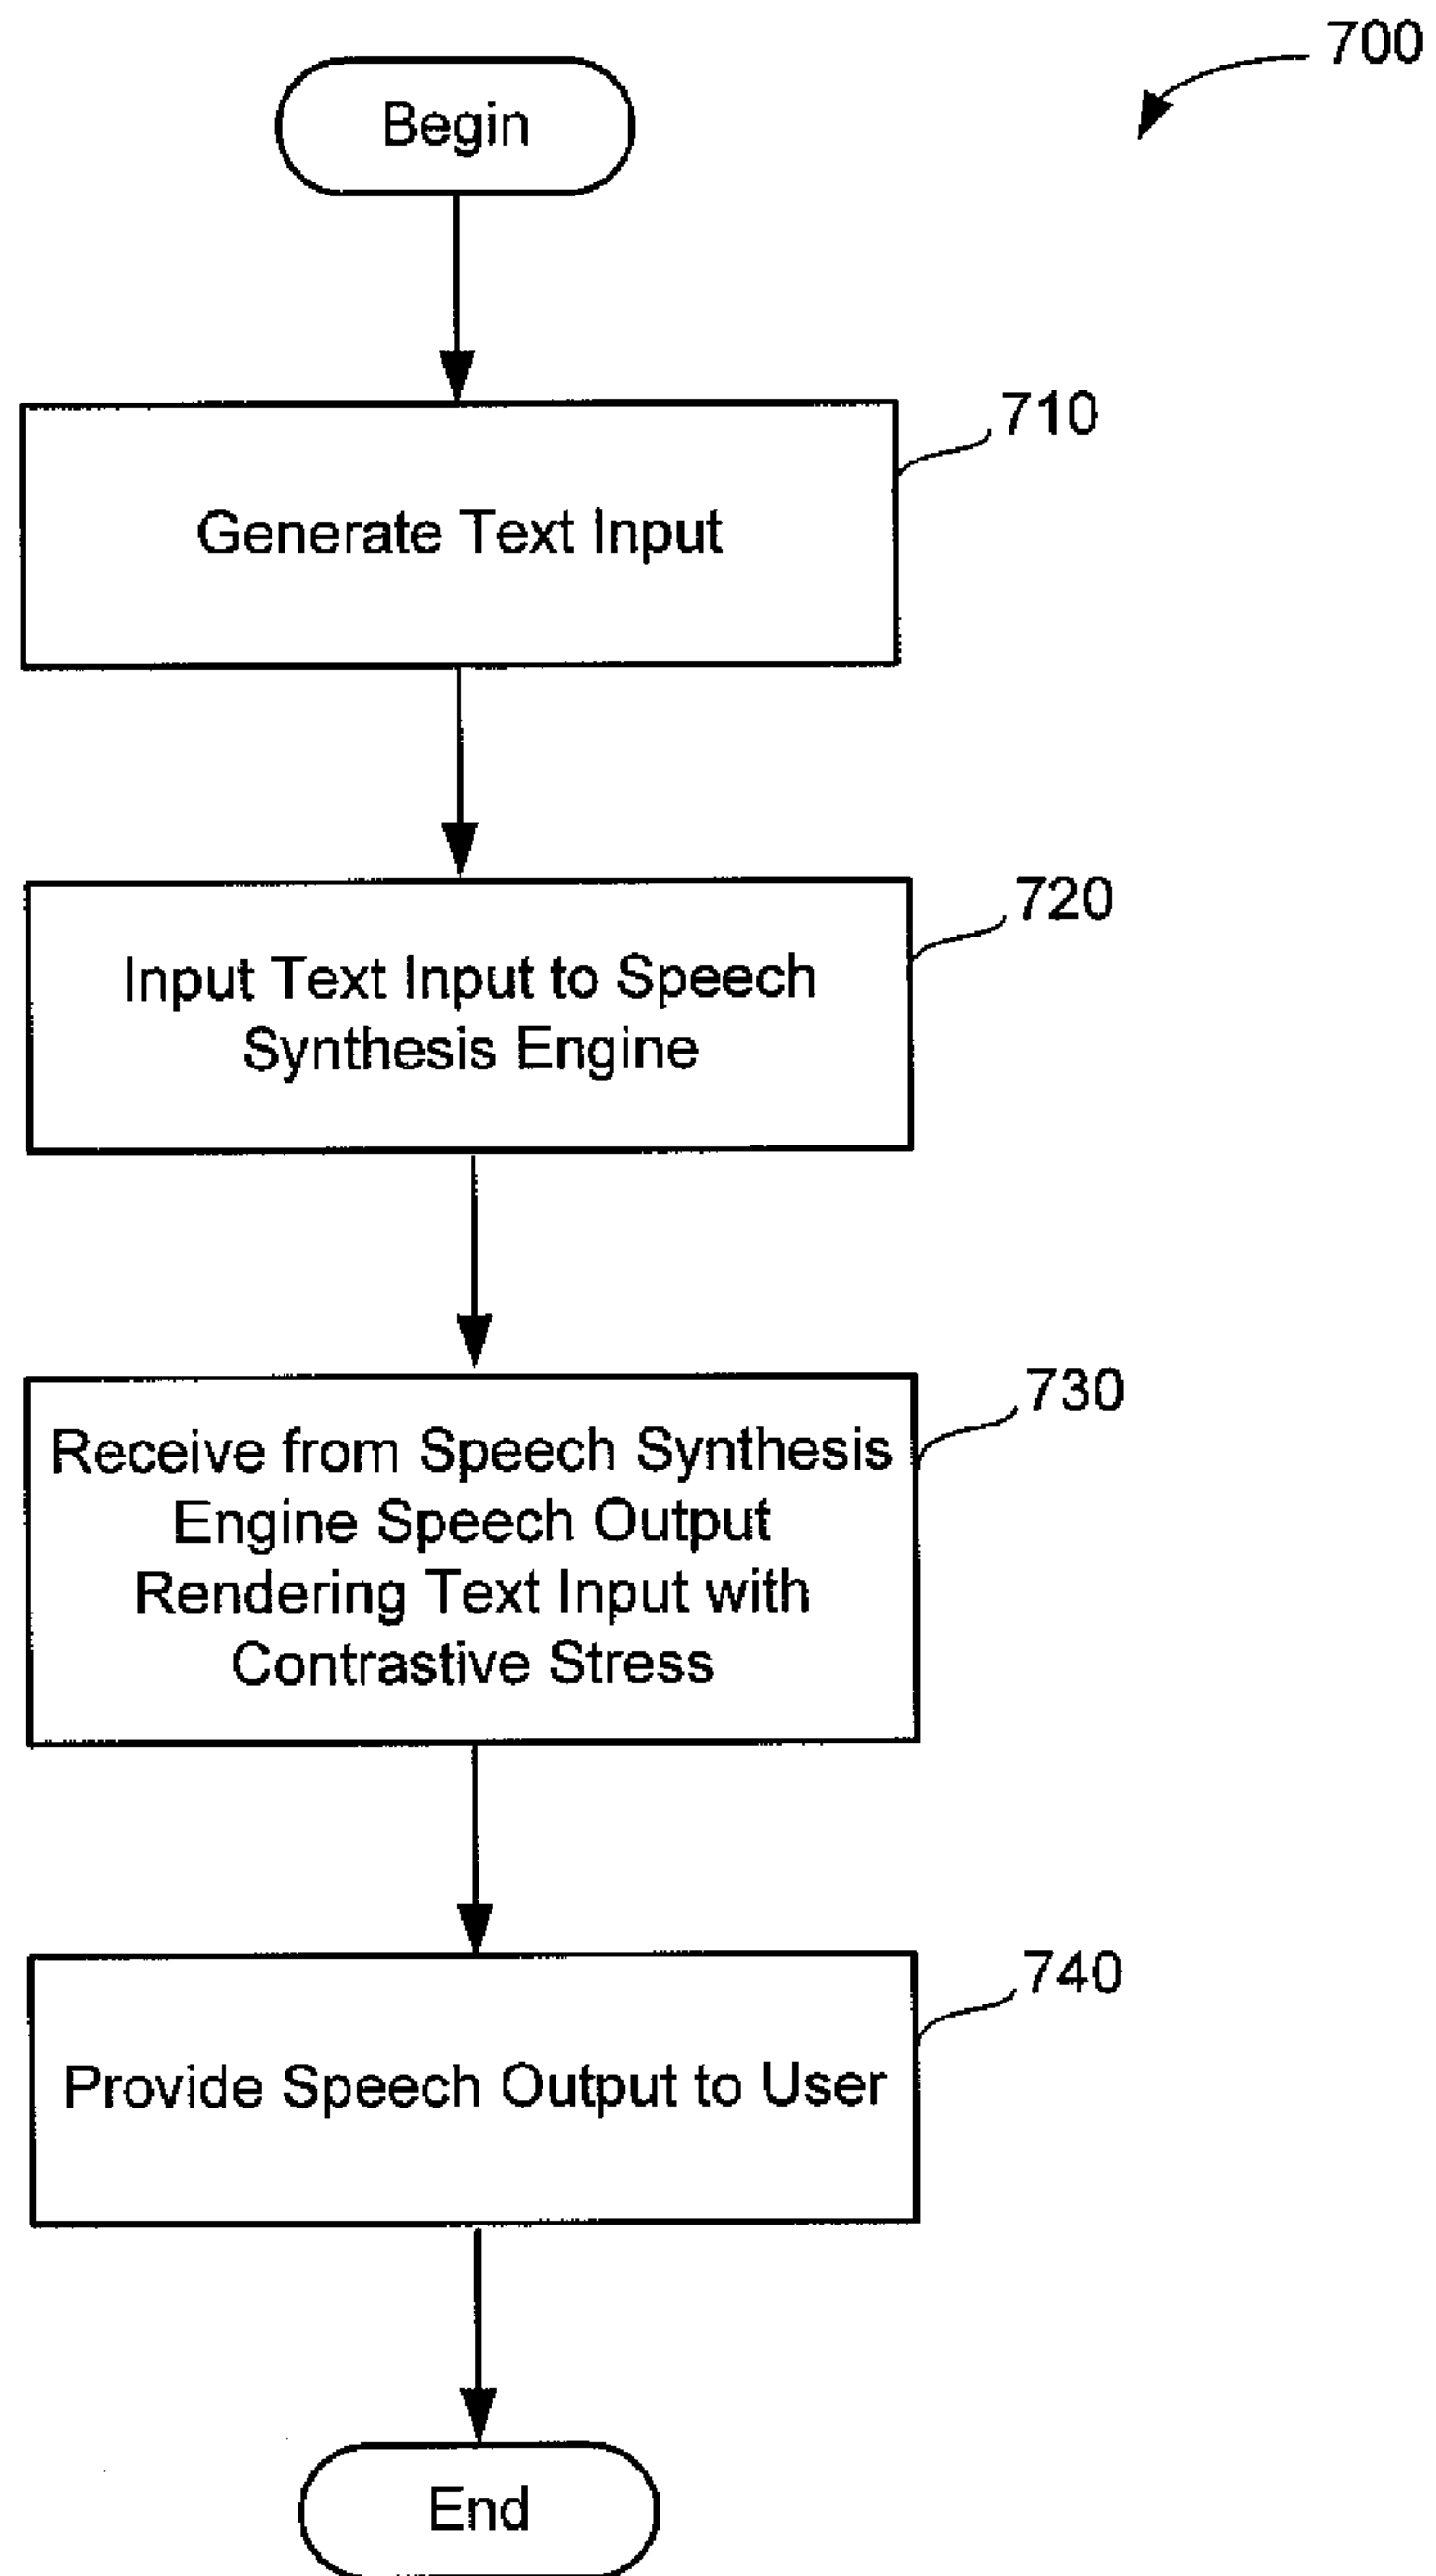 700
Begin
710
Generate Text Input
720
Input Text Input to Speech
Synthesis Engine
730
Receive from Speech Synthesis
Engine Speech Output
Rendering Text Input with
Contrastive Stress
740
Provide Speech Output to User
End